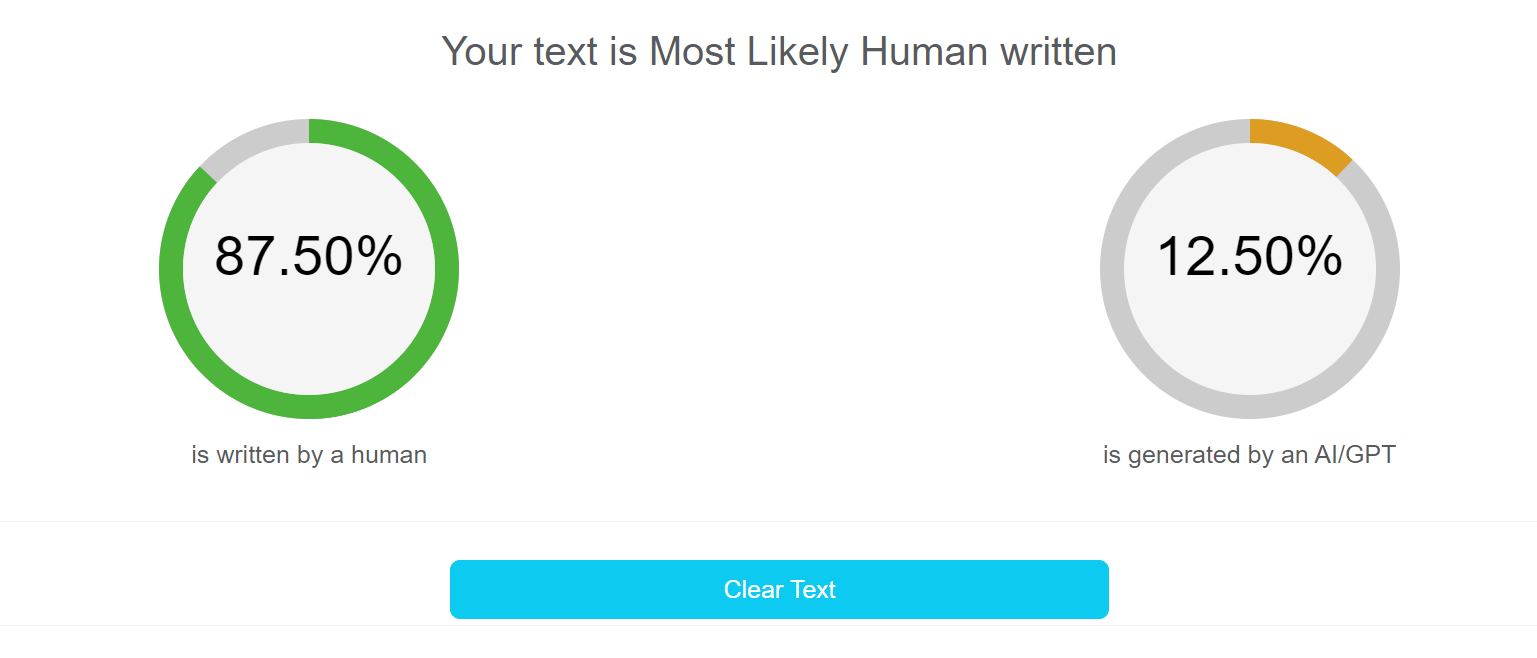 Your text is Most Likely Human written
87.50%
12.50%
is written by a human
is generated by an AI/GPT
Clear Text